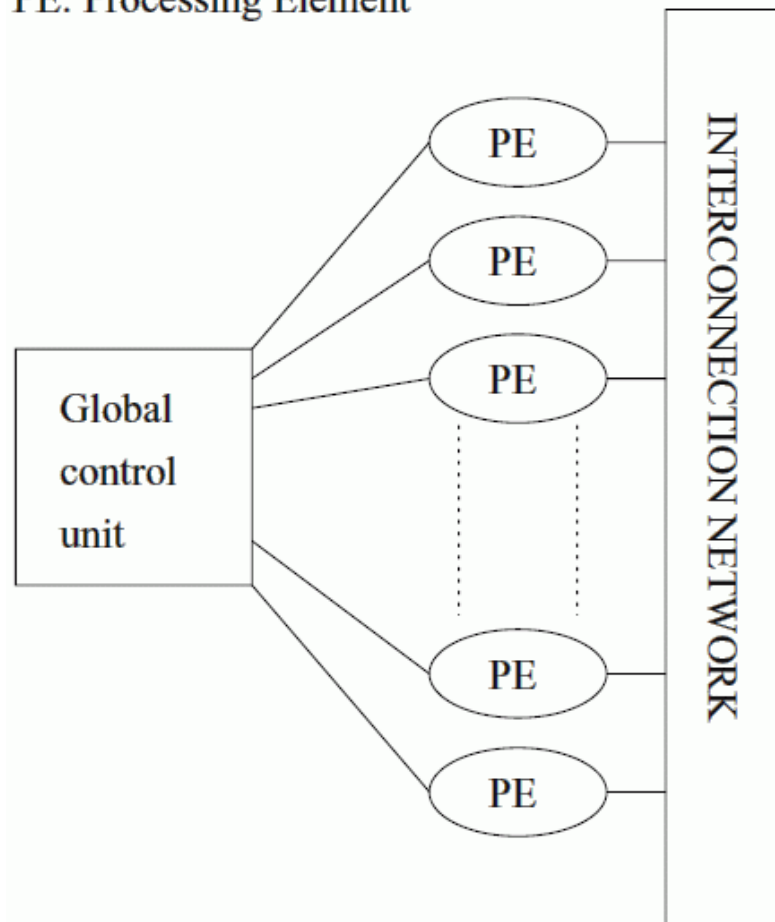 PE: Processing Element
PE
PE
PE
Global
control
unit
PE
PE
INTERCONNECTION NETWORK